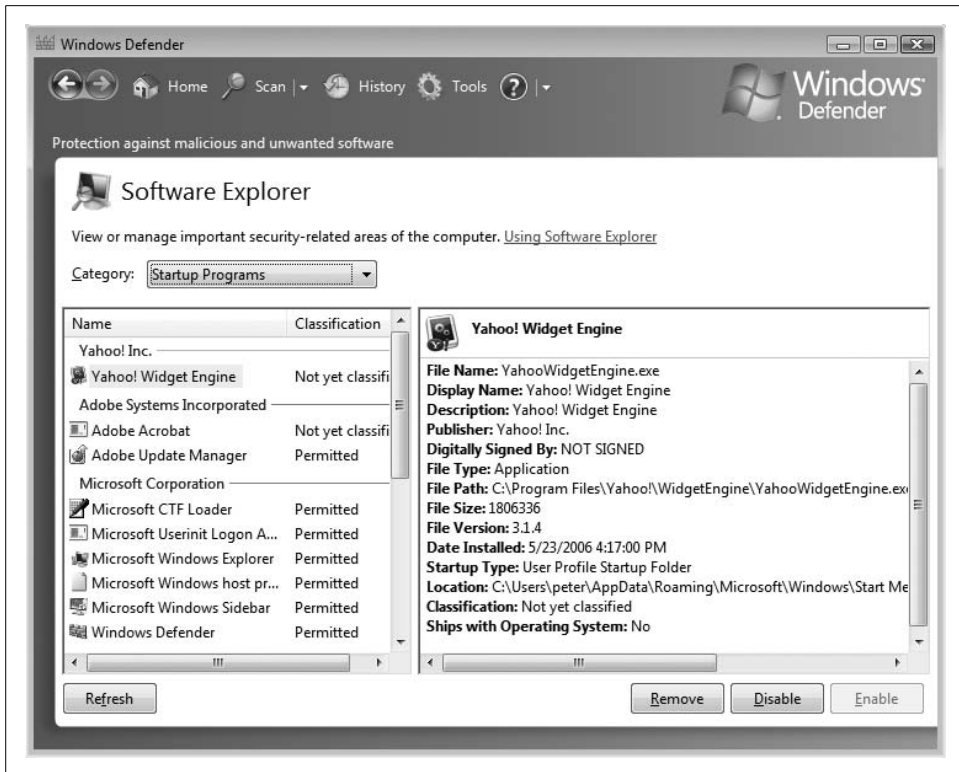 Windows Defender
Home Scan History Tools ?
Windows
Defender
Protection against malicious and unwanted software
Software Explorer
View or manage important security-related areas of the computer. Using Software Explorer
Category: Startup Programs
Name Classification
Yahoo! Inc.
Yahoo! Widget Engine Not yet classifi
Adobe Systems Incorporated
Adobe Acrobat Not yet classifi
Adobe Update Manager Permitted
Microsoft Corporation
Microsoft CTF Loader Permitted
Microsoft Userinit Logon A... Permitted
Microsoft Windows Explorer Permitted
Microsoft Windows host pr... Permitted
Microsoft Windows Sidebar Permitted
Windows Defender Permitted
Yahoo! Widget Engine
File Name: YahooWidgetEngine.exe
Display Name: Yahoo! Widget Engine
Description: Yahoo! Widget Engine
Publisher: Yahoo! Inc.
Digitally Signed By: NOT SIGNED
File Type: Application
File Path: C:\Program Files\Yahoo!\WidgetEngine\YahooWidgetEngine.exe
File Size: 1806336
File Version: 3.1.4
Date Installed: 5/23/2006 4:17:00 PM
Startup Type: User Profile Startup Folder
Location: C:\Users\peter\AppData\Roaming\Microsoft\Windows\Start Me
Classification: Not yet classified
Ships with Operating System: No
Refresh Remove Disable Enable